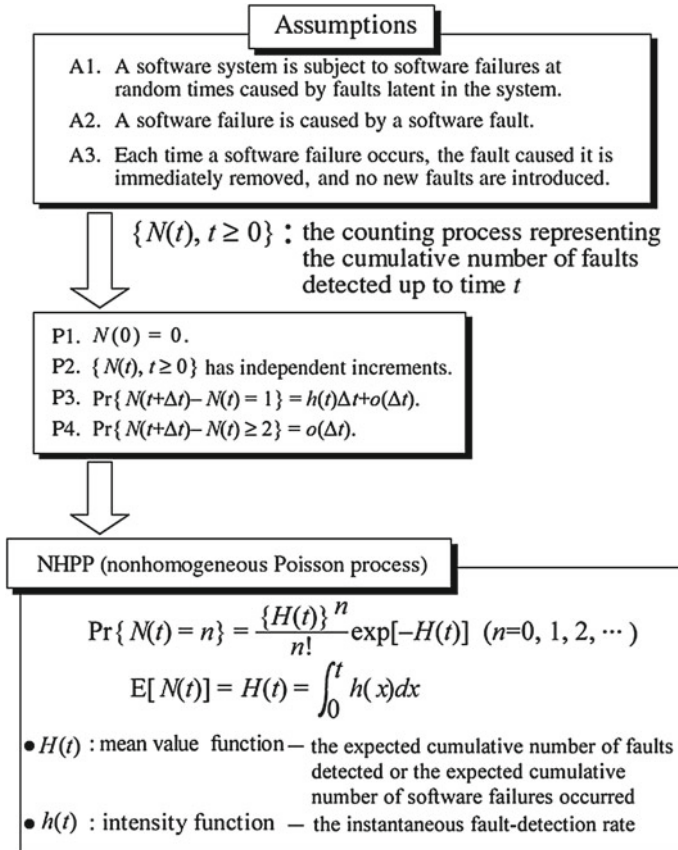 Assumptions
A1. A software system is subject to software failures at
random times caused by faults latent in the system.
A2. A software failure is caused by a software fault.
A3. Each time a software failure occurs, the fault caused it is
immediately removed, and no new faults are introduced.
{N(t), t ≥ 0} : the counting process representing
the cumulative number of faults
detected up to time t
P1. N(0) = 0.
P2. {N(t), t ≥ 0} has independent increments.
P3. Pr{N(t+Δt)−N(t) = 1} = h(t)Δt+o(Δt).
P4. Pr{N(t+Δt)−N(t) ≥ 2} = o(Δt).
NHPP (nonhomogeneous Poisson process)
Pr{N(t) = n} = {H(t)}^n / n! exp[−H(t)] (n=0, 1, 2, ⋯)
E[N(t)] = H(t) = ∫_0^t h(x)dx
• H(t) : mean value function — the expected cumulative number of faults
detected or the expected cumulative
number of software failures occurred
• h(t) : intensity function — the instantaneous fault-detection rate